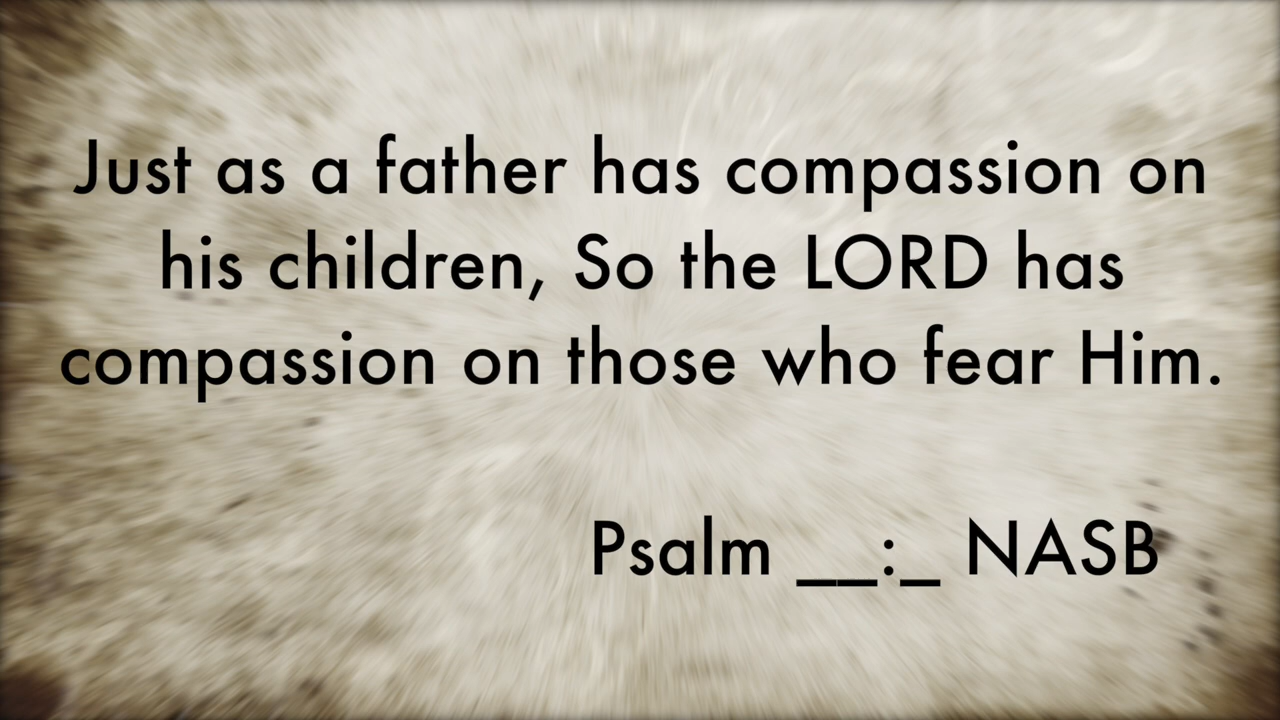 Just as a father has compassion on
his children, So the LORD has
compassion on those who fear Him.
Psalm __:_ NASB